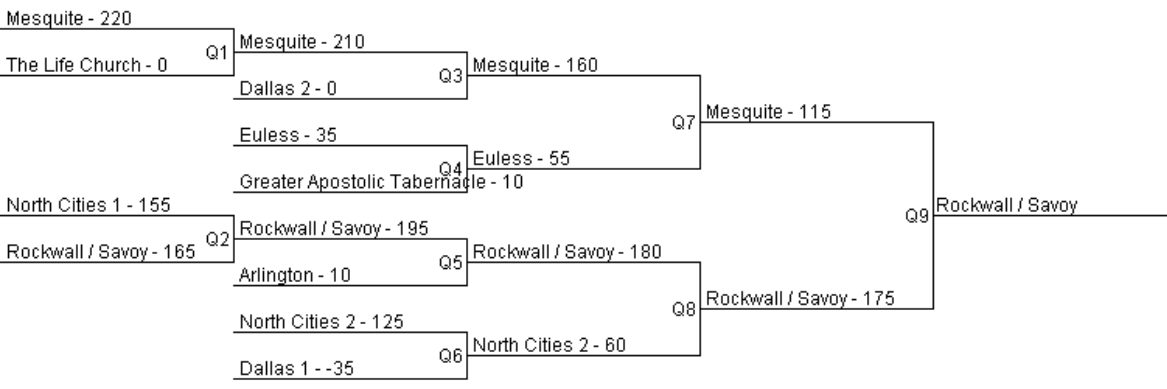 Mesquite - 220
The Life Church - 0
Q1
Mesquite - 210
Dallas 2 - 0
Q3
Mesquite - 160
Euless - 35
Greater Apostolic Tabernacle - 10
Q4
Euless - 55
Q7
Mesquite - 115
North Cities 1 - 155
Rockwall / Savoy - 165
Q2
Rockwall / Savoy - 195
Arlington - 10
Q5
Rockwall / Savoy - 180
North Cities 2 - 125
Dallas 1 - -35
Q6
North Cities 2 - 60
Q8
Rockwall / Savoy - 175
Q9
Rockwall / Savoy